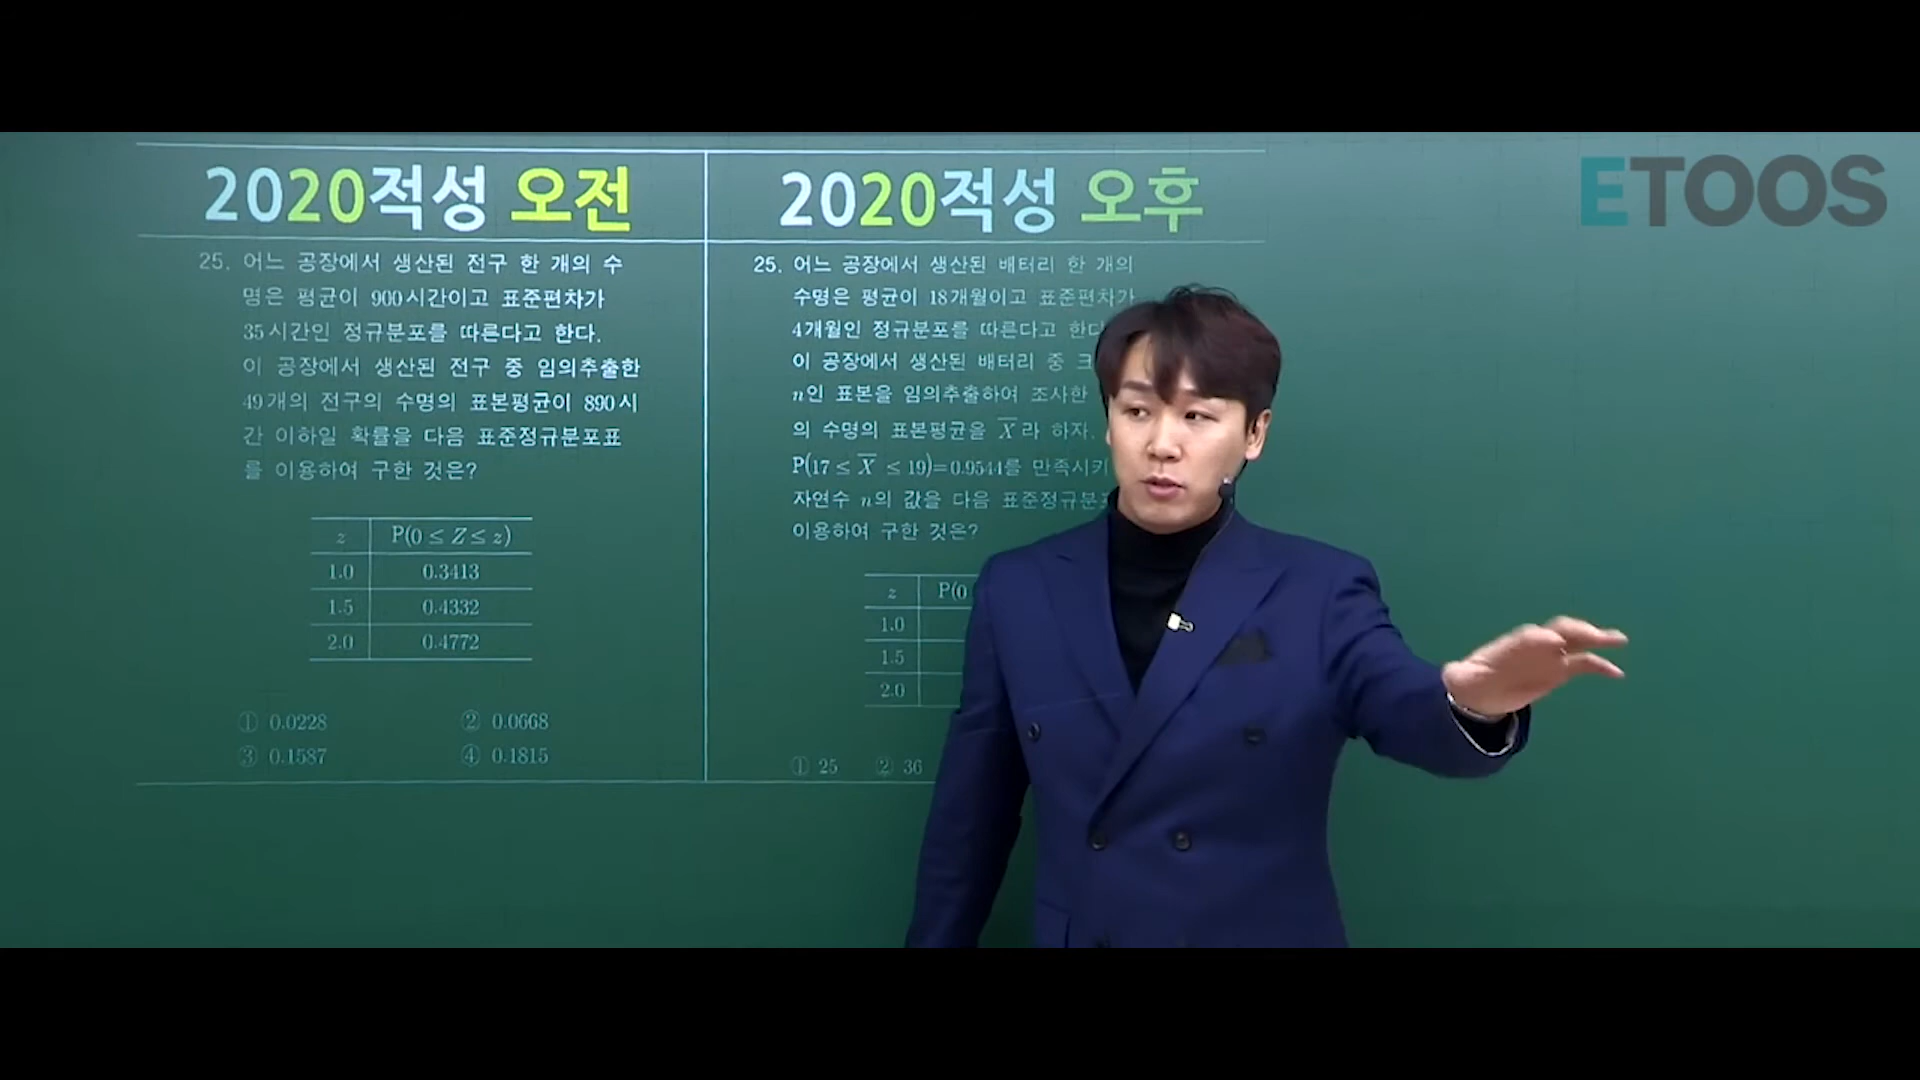 ETOOS
2020적성 오전
25. 어느 공장에서 생산된 전구 한 개의 수
명은 평균이 900시간이고 표준편차가
35시간인 정규분포를 따른다고 한다.
이 공장에서 생산된 전구 중 임의추출한
49개의 전구의 수명의 표본평균이 890시
간 이하일 확률을 다음 표준정규분포표
를 이용하여 구한 것은?
z P(0 ≤ Z ≤ z)
1.0 0.3413
1.5 0.4332
2.0 0.4772
① 0.0228 ② 0.0668
③ 0.1587 ④ 0.1815
2020적성 오후
25. 어느 공장에서 생산된 배터리 한 개의
수명은 평균이 18개월이고 표준편차가
4개월인 정규분포를 따른다고 한다
이 공장에서 생산된 배터리 중 크
n인 표본을 임의추출하여 조사한
의 수명의 표본평균을 X̅라 하자.
P(17 ≤ X̅ ≤ 19)=0.9544를 만족시키
자연수 n의 값을 다음 표준정규분포
이용하여 구한 것은?
z P(0
1.0
1.5
2.0
① 25 ② 36